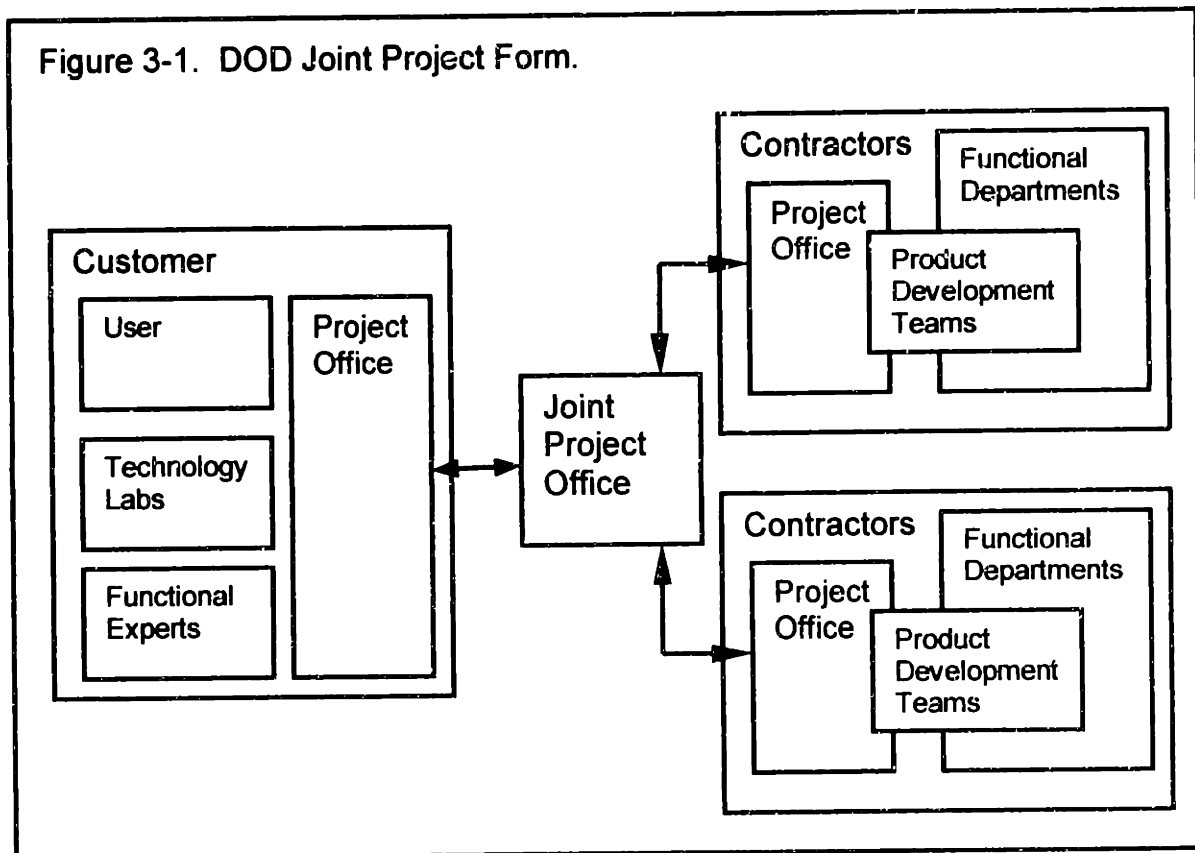 Figure 3-1. DOD Joint Project Form.
Customer
User
Technology
Labs
Functional
Experts
Project
Office
Joint
Project
Office
Contractors
Project
Office
Functional
Departments
Product
Development
Teams
Contractors
Project
Office
Functional
Departments
Product
Development
Teams